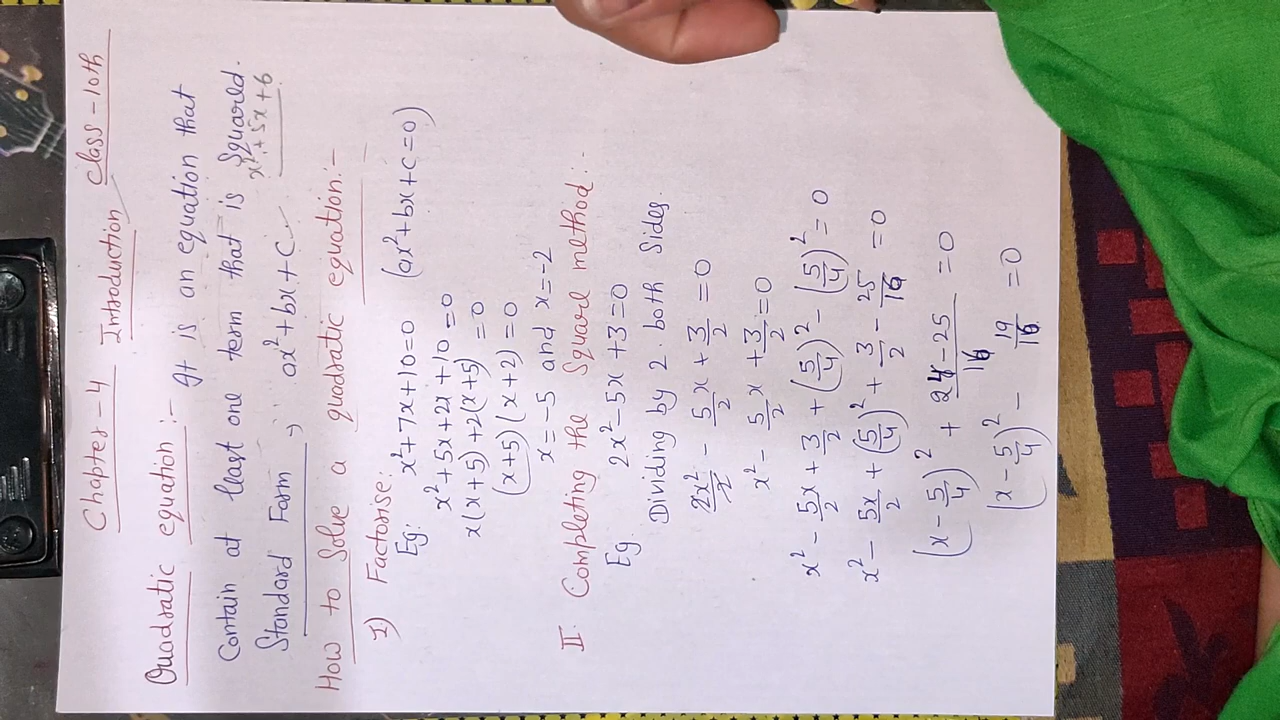 Chapter-4 Introduction Class-10th
Quadratic equation :- It is an equation that
Contain at least one term that is squared.
Standard Form → ax²+bx+C x²+5x+6
How to Solve a quadratic equation:-
I) Factorise: (ax²+bx+c=0)
Eg: x²+7x+10=0
x²+5x+2x+10=0
x(x+5)+2(x+5)=0
(x+5)(x+2)=0
x=-5 and x=-2
II. Completing the Square method:-
Eg. 2x²-5x+3=0
Dividing by 2. both Sides.
2x²/2 - 5/2x + 3/2 = 0
x² - 5/2x + 3/2 = 0
x² - 5x/2 + 3/2 + (5/4)² - (5/4)² = 0
x² - 5x/2 + (5/4)² + 3/2 - 25/16 = 0
(x - 5/4)² + 24-25/16 = 0
(x - 5/4)² - 19/16 = 0